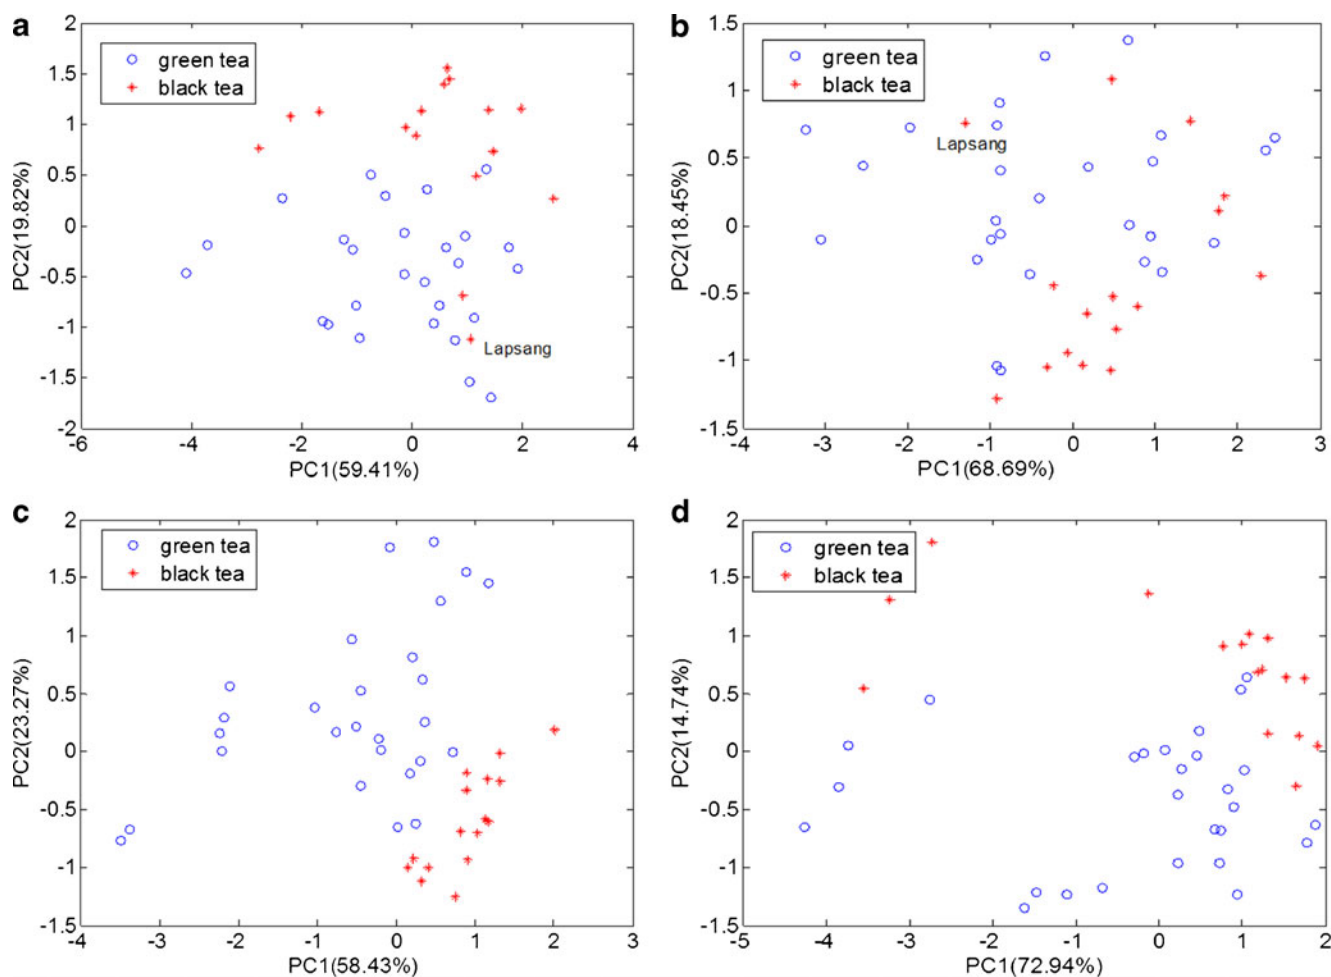 a
green tea
black tea
Lapsang
2
1.5
1
0.5
0
-0.5
-1
-1.5
-2
-6
-4
-2
0
2
4
PC2(19.82%)
PC1(59.41%)
b
green tea
black tea
Lapsang
1.5
1
0.5
0
-0.5
-1
-1.5
-4
-3
-2
-1
0
1
2
3
PC2(18.45%)
PC1(68.69%)
c
green tea
black tea
2
1.5
1
0.5
0
-0.5
-1
-1.5
-4
-3
-2
-1
0
1
2
3
PC2(23.27%)
PC1(58.43%)
d
green tea
black tea
2
1.5
1
0.5
0
-0.5
-1
-1.5
-5
-4
-3
-2
-1
0
1
2
PC2(14.74%)
PC1(72.94%)